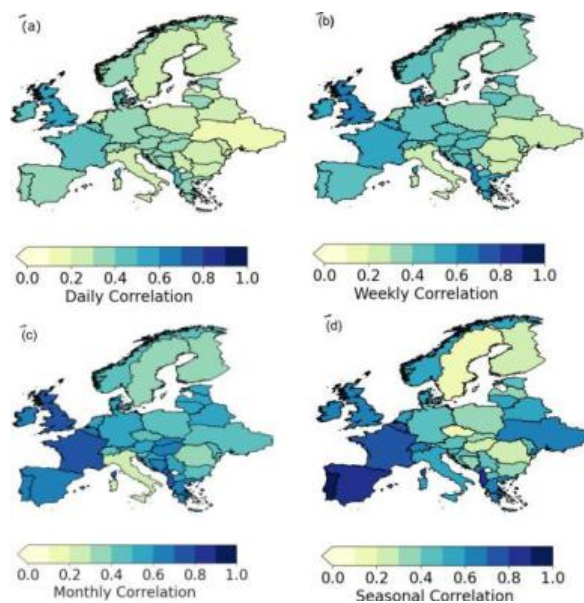 (a)
(b)
0.0 0.2 0.4 0.6 0.8 1.0
Daily Correlation
0.0 0.2 0.4 0.6 0.8 1.0
Weekly Correlation
(c)
(d)
0.0 0.2 0.4 0.6 0.8 1.0
Monthly Correlation
0.0 0.2 0.4 0.6 0.8 1.0
Seasonal Correlation